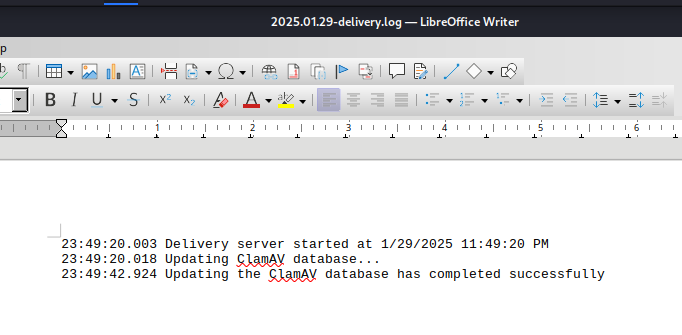 2025.01.29-delivery.log — LibreOffice Writer
p
B I U S X² X₂ A
1 2 3 4 5 6
23:49:20.003 Delivery server started at 1/29/2025 11:49:20 PM
23:49:20.018 Updating ClamAV database...
23:49:42.924 Updating the ClamAV database has completed successfully